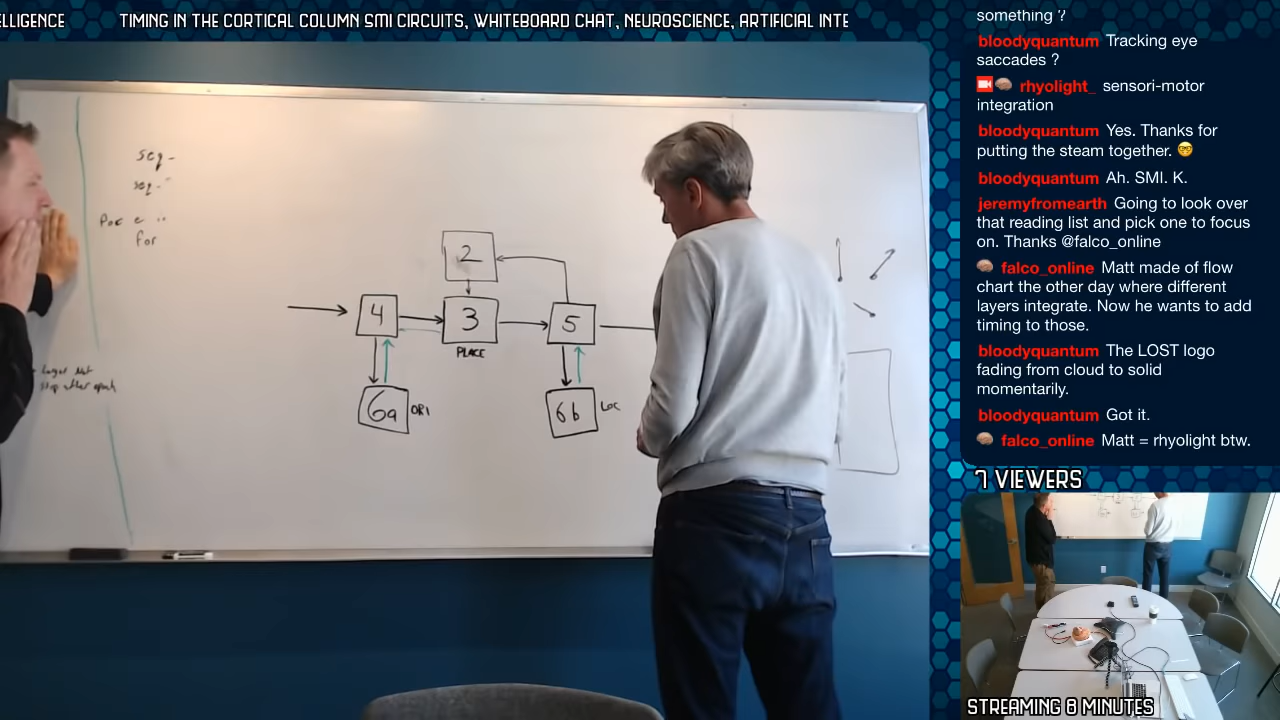 LLIGENCE TIMING IN THE CORTICAL COLUMN SMI CIRCUITS, WHITEBOARD CHAT, NEUROSCIENCE, ARTIFICIAL INTE
seq-
seq-"
for
2
4
3
5
PLACE
6a ORI
6b LOC
something ?
bloodyquantum Tracking eye
saccades ?
rhyolight_ sensori-motor
integration
bloodyquantum Yes. Thanks for
putting the steam together. 🤓
bloodyquantum Ah. SMI. K.
jeremyfromearth Going to look over
that reading list and pick one to focus
on. Thanks @falco_online
falco_online Matt made of flow
chart the other day where different
layers integrate. Now he wants to add
timing to those.
bloodyquantum The LOST logo
fading from cloud to solid
momentarily.
bloodyquantum Got it.
falco_online Matt = rhyolight btw.
7 VIEWERS
STREAMING 8 MINUTES